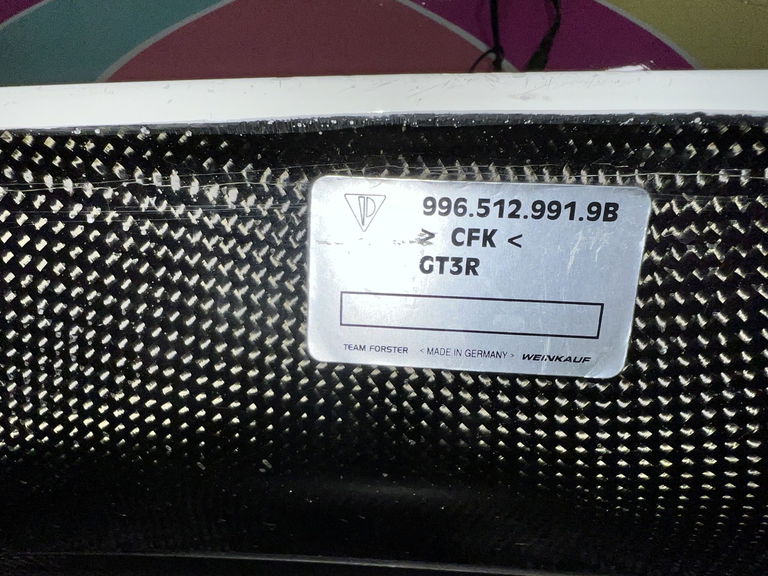 996.512.991.9B
> CFK <
GT3R
TEAM FORSTER < MADE IN GERMANY > WEINKAUF